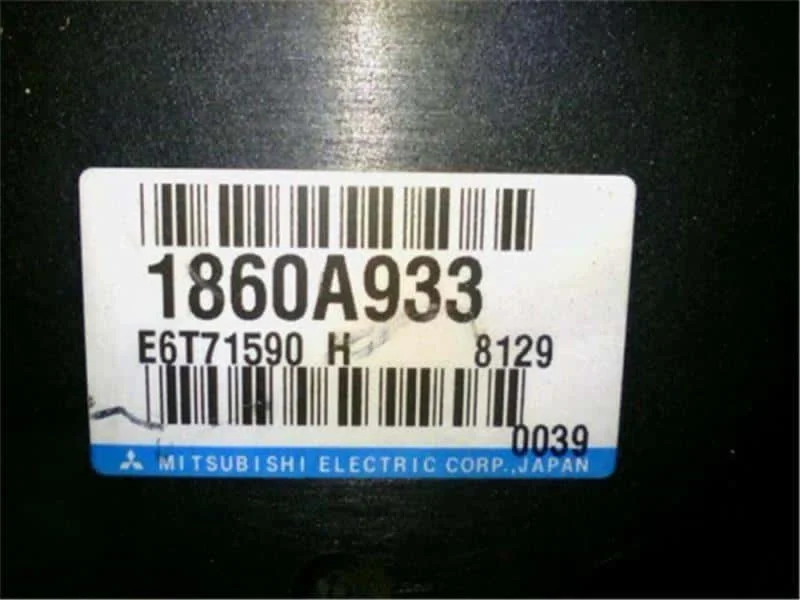 1860A933
E6T71590 H 8129
0039
MITSUBISHI ELECTRIC CORP.,JAPAN